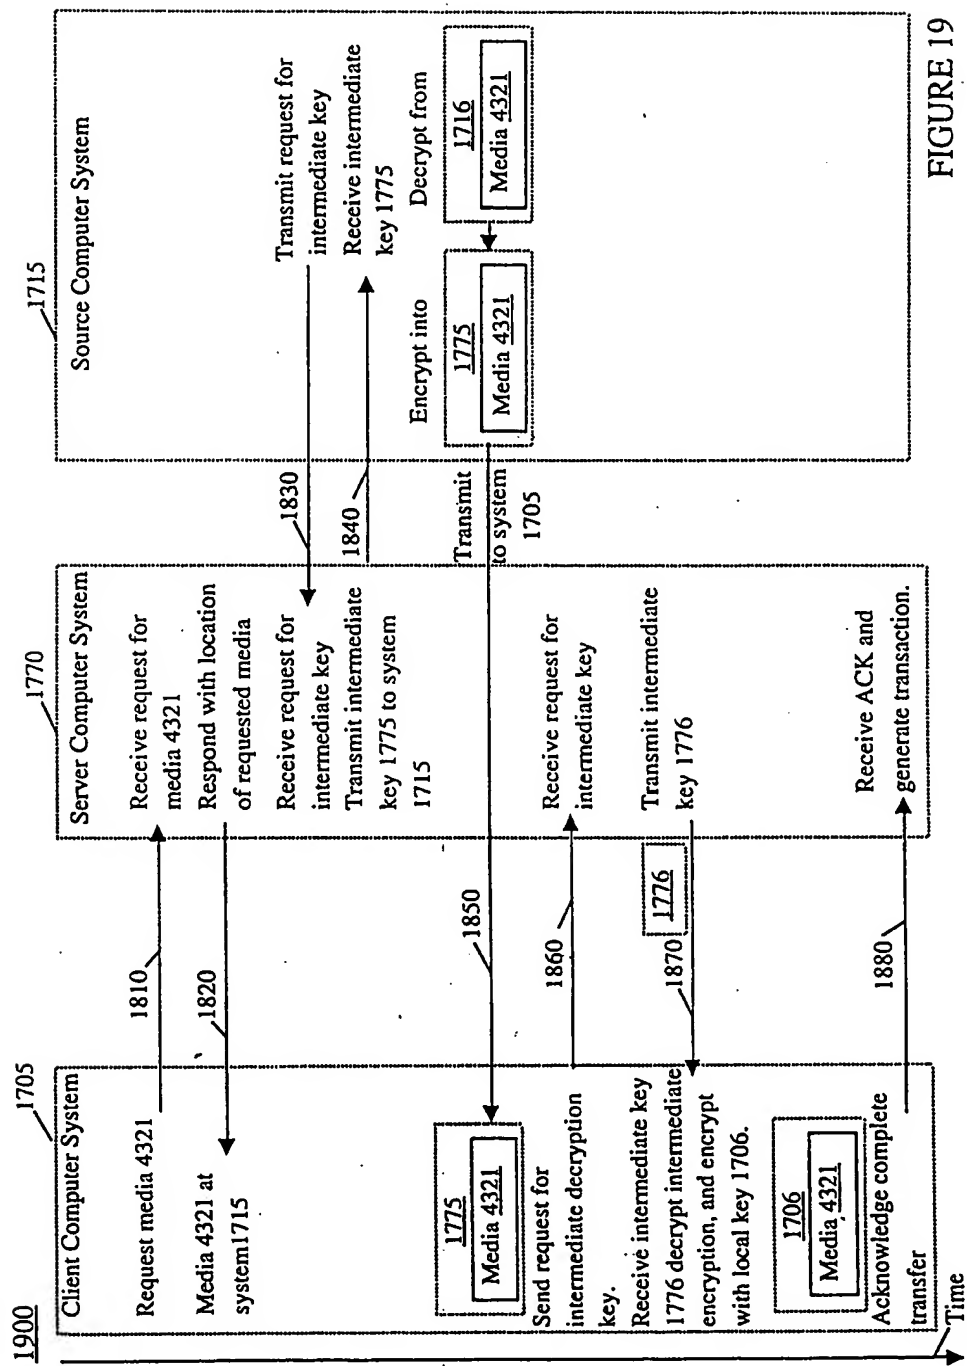 1900
1705
Client Computer System
Request media 4321
Media 4321 at
system1715
1775
Media 4321
Send request for
intermediate decryption
key.
Receive intermediate key
1776 decrypt intermediate
encryption, and encrypt
with local key 1706.
1706
Media 4321
Acknowledge complete
transfer
Time
1810
1820
1850
1860
1776
1870
1880
1770
Server Computer System
Receive request for
media 4321
Respond with location
of requested media
Receive request for
intermediate key
Transmit intermediate
key 1775 to system
1715
Receive request for
intermediate key
Transmit intermediate
key 1776
Receive ACK and
generate transaction.
1830
1840
Transmit
to system
1705
1715
Source Computer System
Transmit request for
intermediate key
Receive intermediate
key 1775
Encrypt into
Decrypt from
1775
Media 4321
1716
Media 4321
FIGURE 19